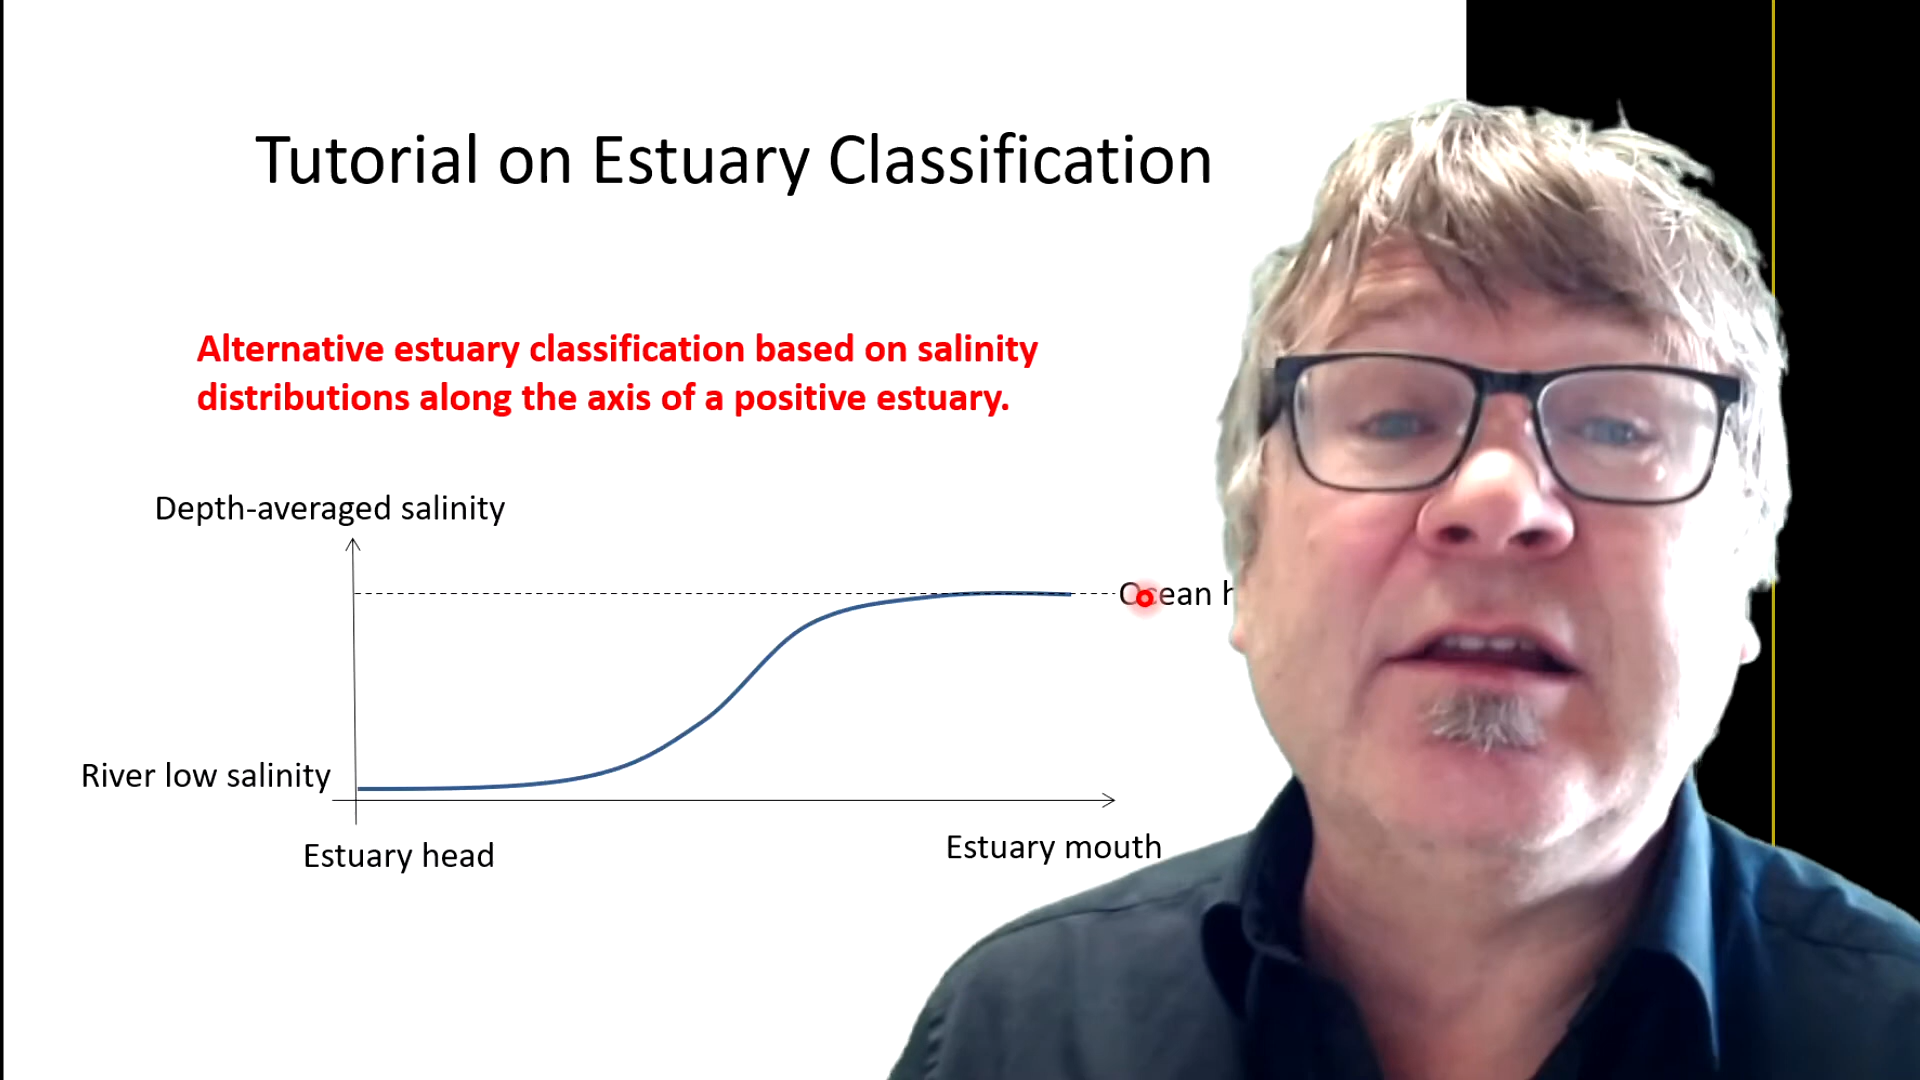 Tutorial on Estuary Classification
Alternative estuary classification based on salinity
distributions along the axis of a positive estuary.
Depth-averaged salinity
Ocean
River low salinity
Estuary head
Estuary mouth